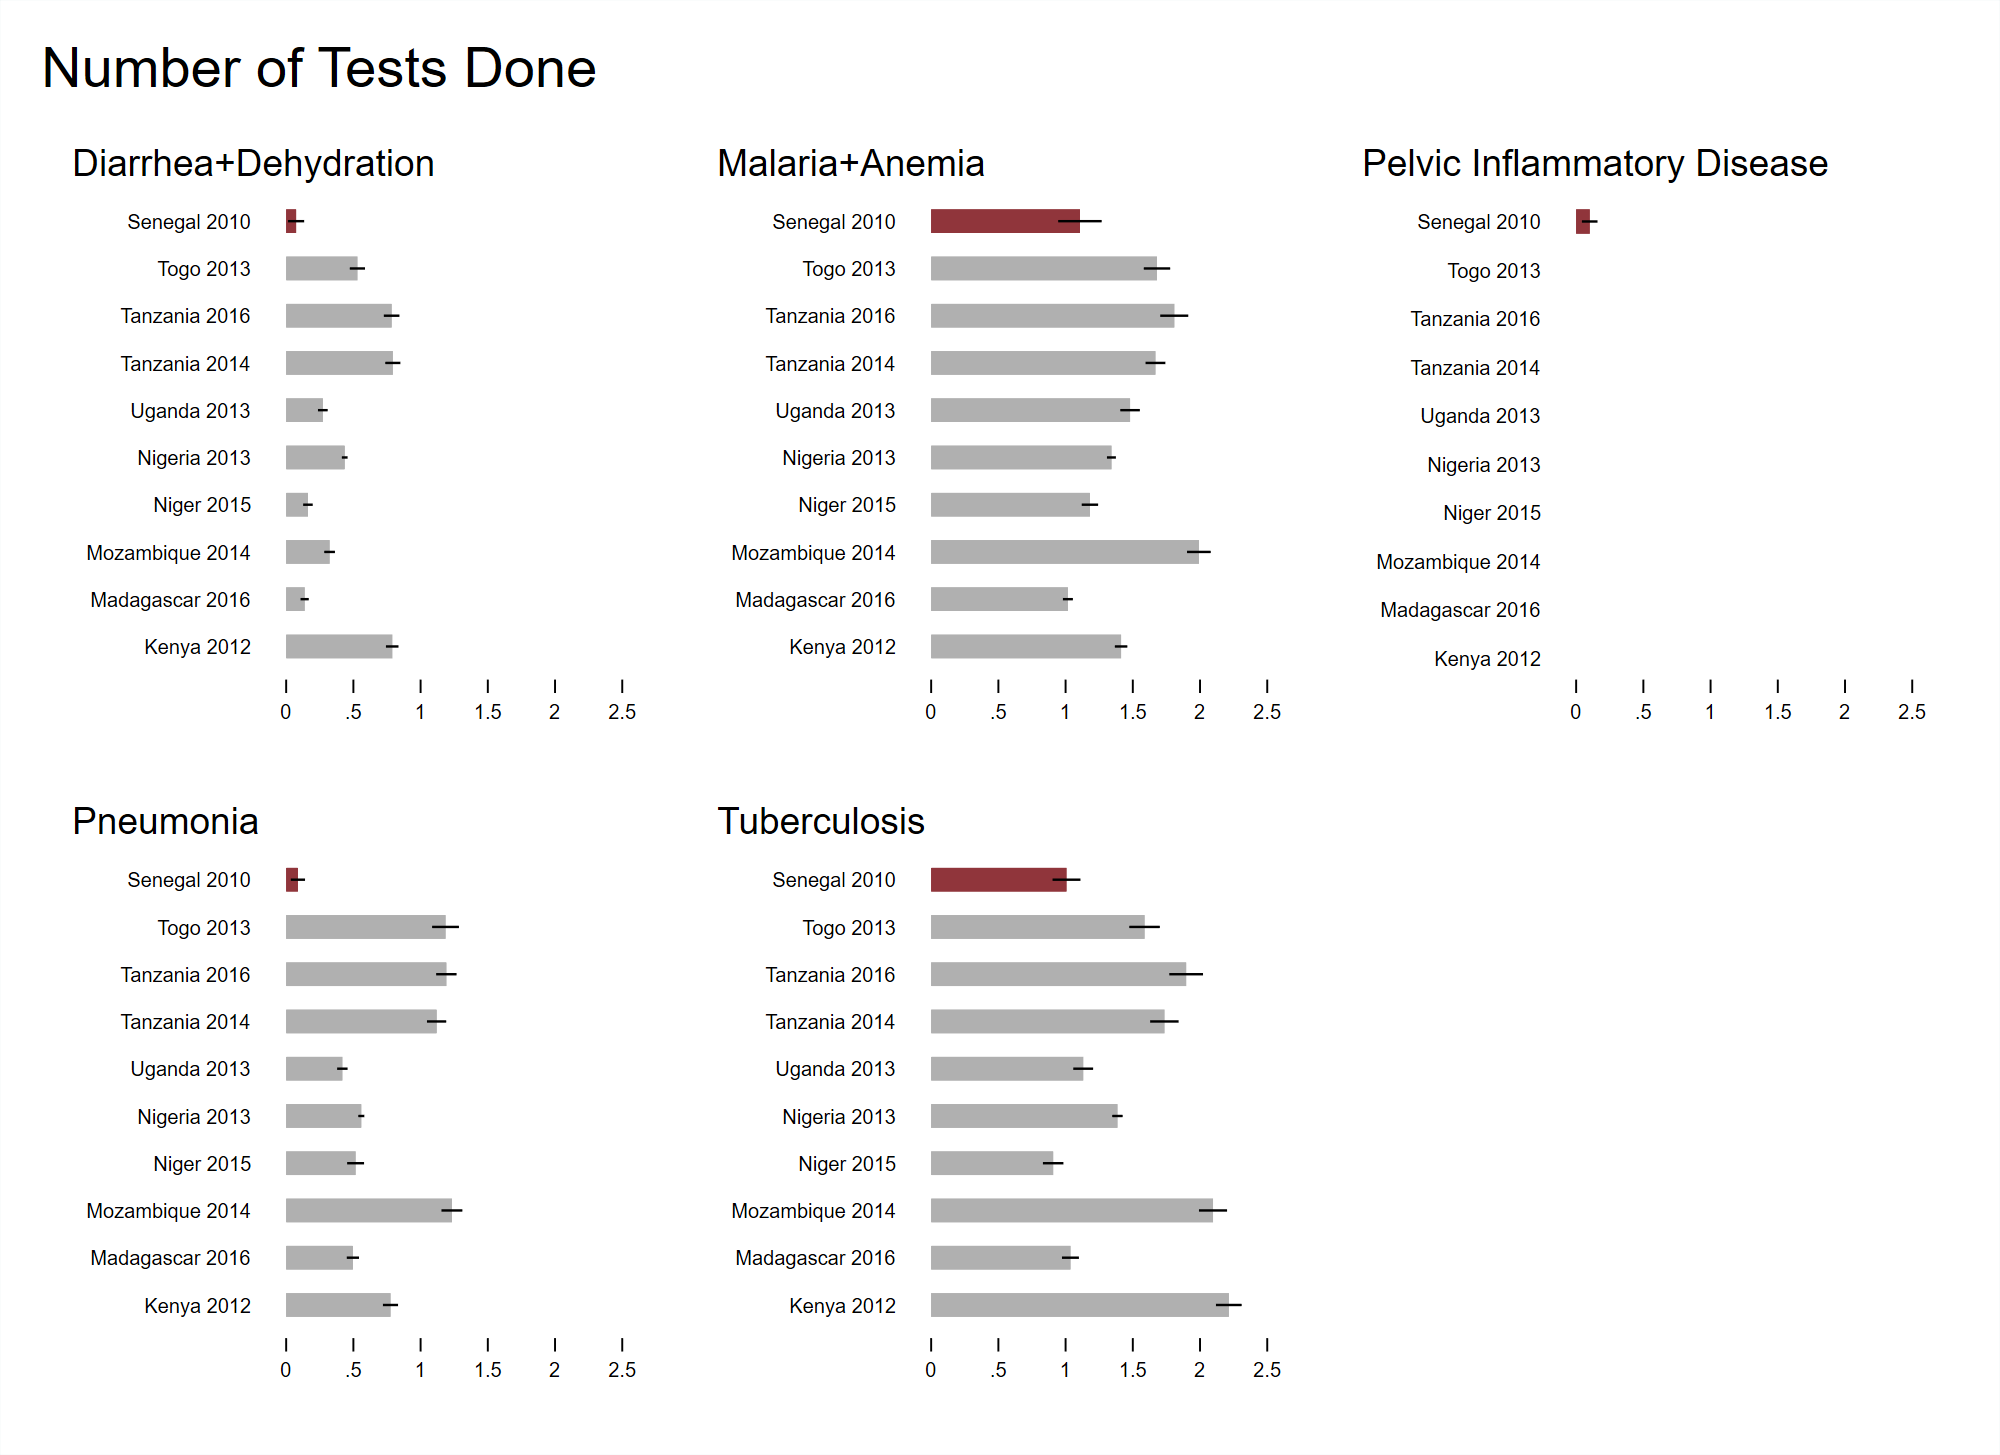 Number of Tests Done
Diarrhea+Dehydration
Senegal 2010
Togo 2013
Tanzania 2016
Tanzania 2014
Uganda 2013
Nigeria 2013
Niger 2015
Mozambique 2014
Madagascar 2016
Kenya 2012
0 .5 1 1.5 2 2.5
Malaria+Anemia
Senegal 2010
Togo 2013
Tanzania 2016
Tanzania 2014
Uganda 2013
Nigeria 2013
Niger 2015
Mozambique 2014
Madagascar 2016
Kenya 2012
0 .5 1 1.5 2 2.5
Pelvic Inflammatory Disease
Senegal 2010
Togo 2013
Tanzania 2016
Tanzania 2014
Uganda 2013
Nigeria 2013
Niger 2015
Mozambique 2014
Madagascar 2016
Kenya 2012
0 .5 1 1.5 2 2.5
Pneumonia
Senegal 2010
Togo 2013
Tanzania 2016
Tanzania 2014
Uganda 2013
Nigeria 2013
Niger 2015
Mozambique 2014
Madagascar 2016
Kenya 2012
0 .5 1 1.5 2 2.5
Tuberculosis
Senegal 2010
Togo 2013
Tanzania 2016
Tanzania 2014
Uganda 2013
Nigeria 2013
Niger 2015
Mozambique 2014
Madagascar 2016
Kenya 2012
0 .5 1 1.5 2 2.5